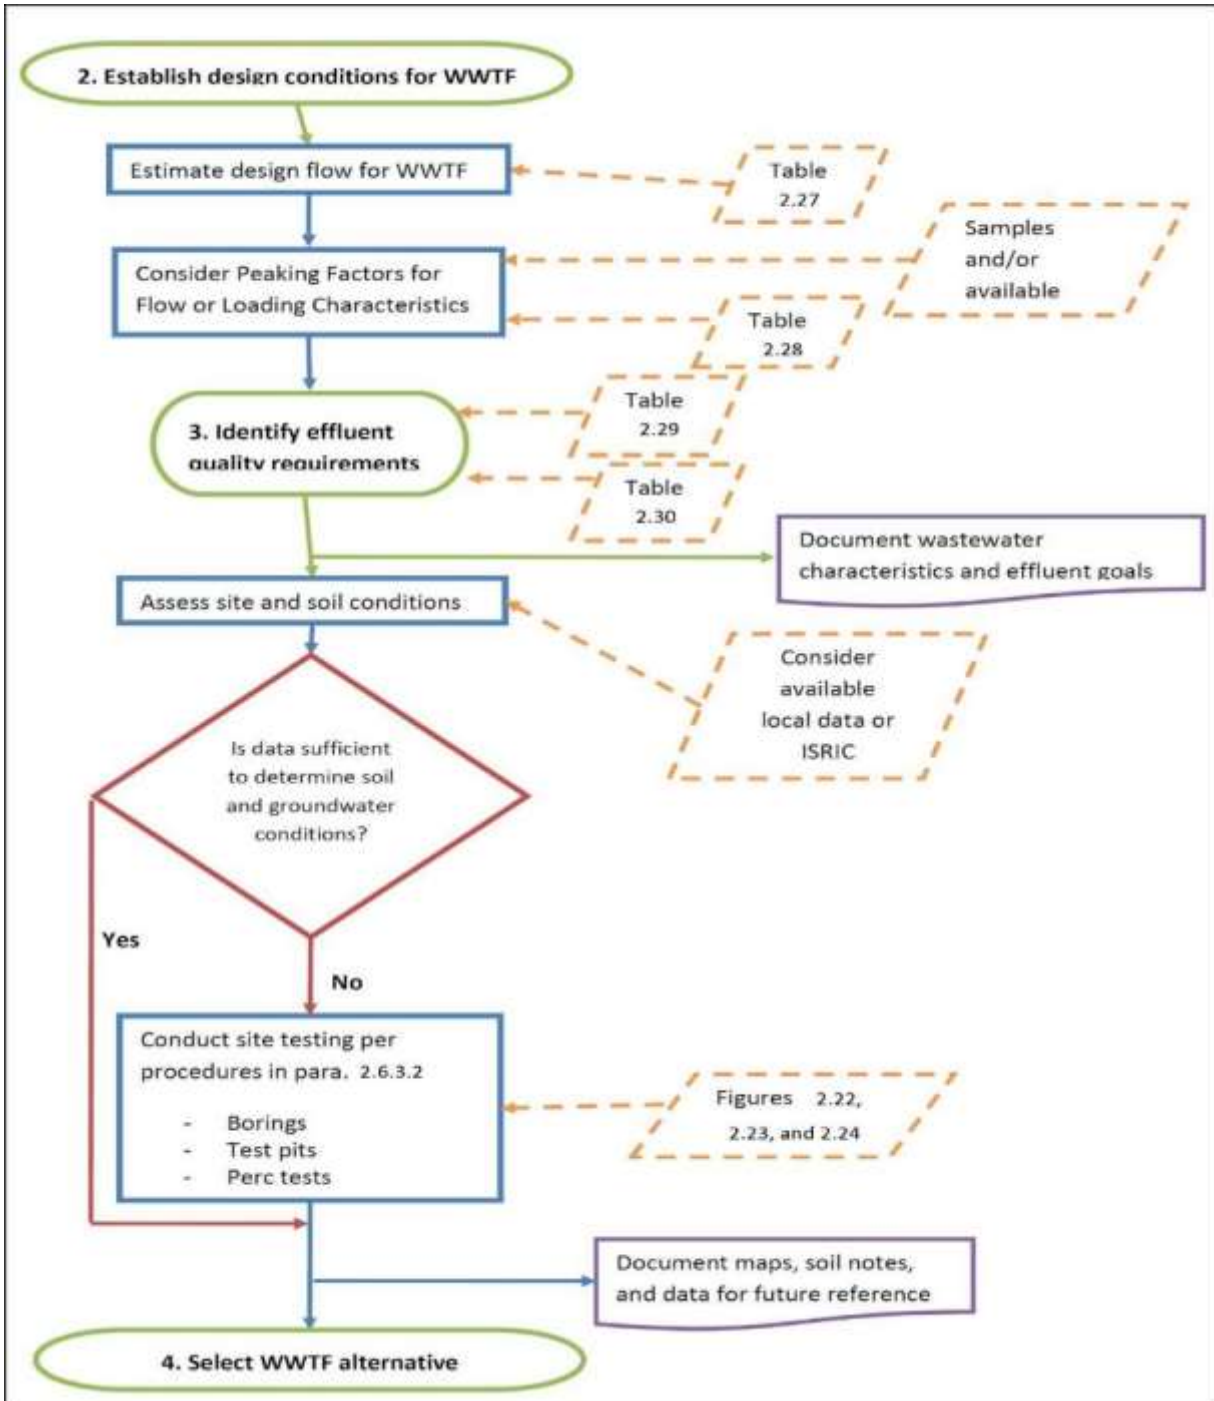 2. Establish design conditions for WWTF
Estimate design flow for WWTF
Table
2.27
Consider Peaking Factors for
Flow or Loading Characteristics
Samples
and/or
available
Table
2.28
3. Identify effluent
quality requirements
Table
2.29
Table
2.30
Document wastewater
characteristics and effluent goals
Assess site and soil conditions
Consider
available
local data or
ISRIC
Is data sufficient
to determine soil
and groundwater
conditions?
Yes
No
Conduct site testing per
procedures in para. 2.6.3.2
- Borings
- Test pits
- Perc tests
Figures 2.22,
2.23, and 2.24
Document maps, soil notes,
and data for future reference
4. Select WWTF alternative